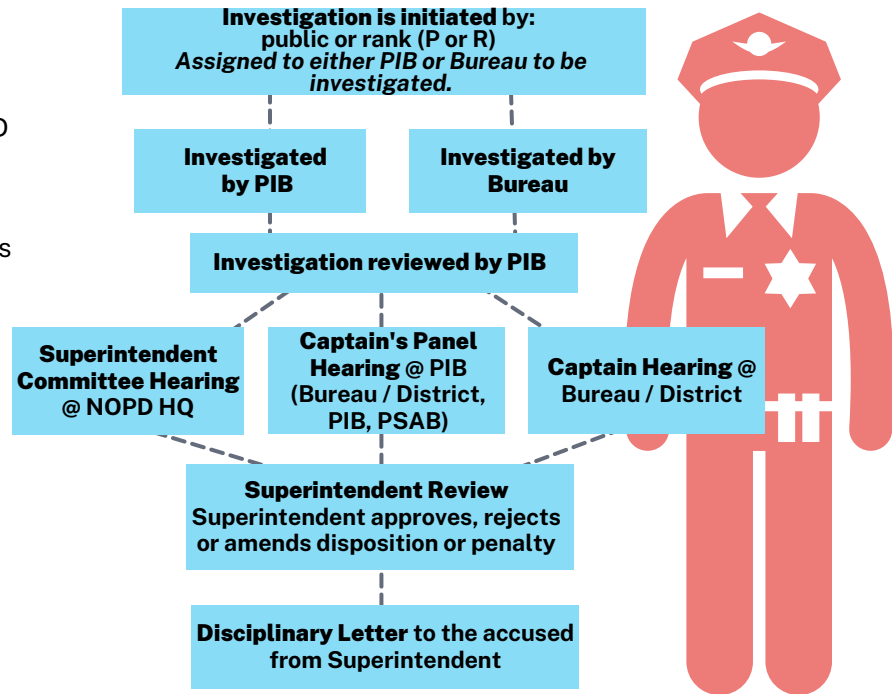 Investigation is initiated by:
public or rank (P or R)
Assigned to either PIB or Bureau to be
investigated.
Investigated
by PIB
Investigated by
Bureau
Investigation reviewed by PIB
Superintendent
Committee Hearing
@ NOPD HQ
Captain's Panel
Hearing @ PIB
(Bureau / District,
PIB, PSAB)
Captain Hearing @
Bureau / District
Superintendent Review
Superintendent approves, rejects
or amends disposition or penalty
Disciplinary Letter to the accused
from Superintendent